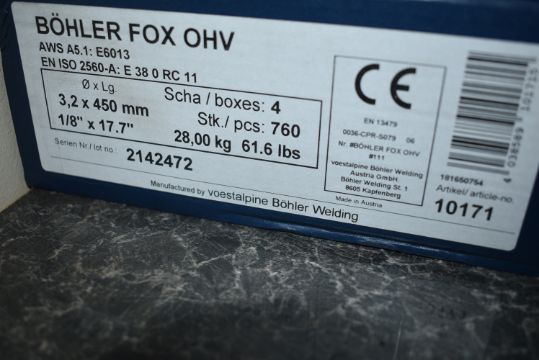 BÖHLER FOX OHV
AWS A5.1: E6013
EN ISO 2560-A: E 38 0 RC 11
Ø x Lg.
3,2 x 450 mm
1/8" x 17.7"
Scha / boxes: 4
Stk./ pcs: 760
28,00 kg 61.6 lbs
Serien Nr./ lot no.: 2142472
CE
EN 13479
0036-CPR-S079 06
Nr. #BÖHLER FOX OHV
#111
voestalpine Böhler Welding
Austria GmbH.
Böhler Welding St. 1
8605 Kapfenberg
Made in Austria
181650754
Artikel/ article-no.
10171
Manufactured by voestalpine Böhler Welding